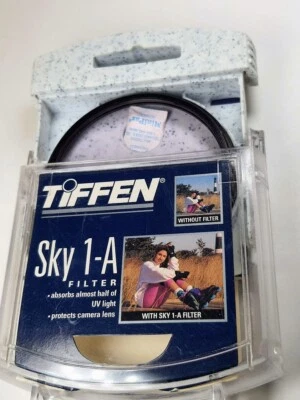 TIFFEN®
WITHOUT FILTER
Sky 1-A
FILTER
• absorbs almost half of
UV light
• protects camera lens
WITH SKY 1-A FILTER